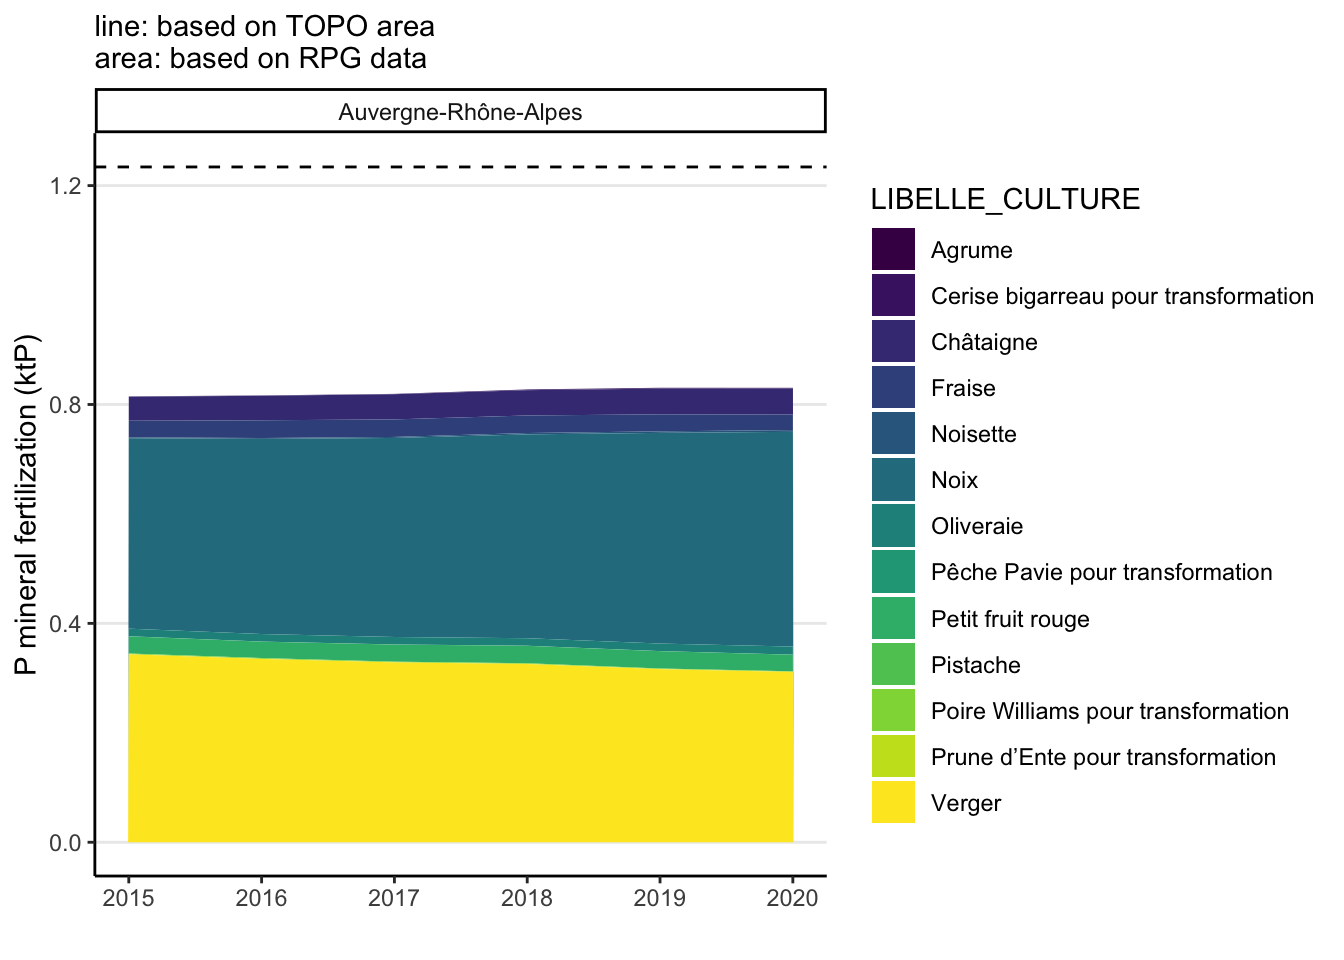 line: based on TOPO area
area: based on RPG data
Auvergne-Rhône-Alpes
P mineral fertilization (ktP)
1.2
0.8
0.4
0.0
2015 2016 2017 2018 2019 2020
LIBELLE_CULTURE
Agrume
Cerise bigarreau pour transformation
Châtaigne
Fraise
Noisette
Noix
Oliveraie
Pêche Pavie pour transformation
Petit fruit rouge
Pistache
Poire Williams pour transformation
Prune d’Ente pour transformation
Verger